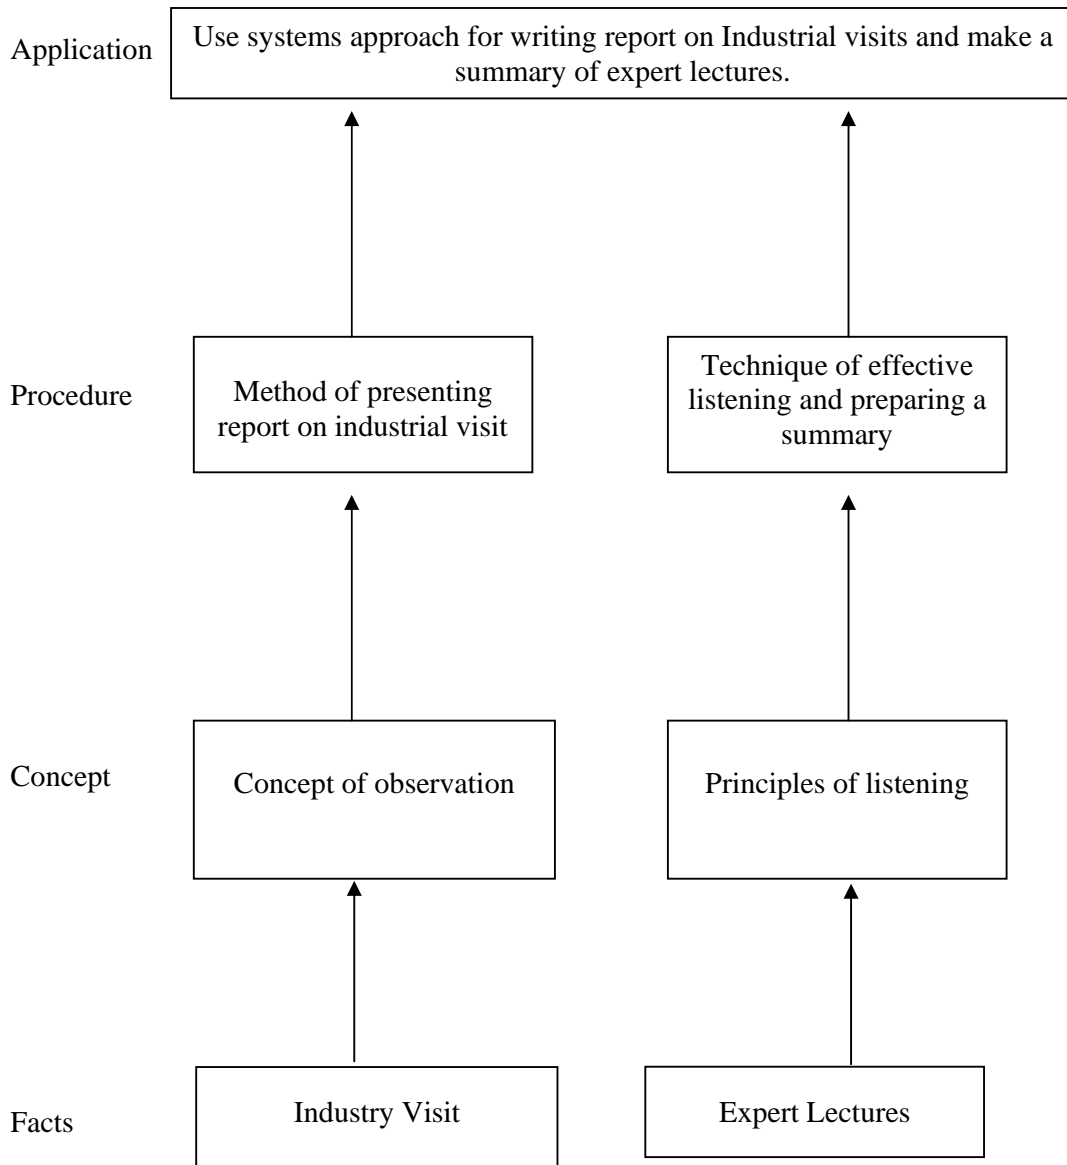 Application
Use systems approach for writing report on Industrial visits and make a
summary of expert lectures.
Procedure
Method of presenting
report on industrial visit
Technique of effective
listening and preparing a
summary
Concept
Concept of observation
Principles of listening
Facts
Industry Visit
Expert Lectures